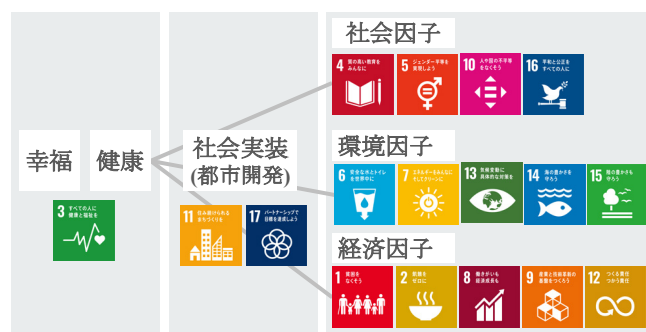 社会因子
4 質の高い教育を
みんなに
5 ジェンダー平等を
実現しよう
10 人や国の不平等
をなくそう
16 平和と公正を
すべての人に
幸福
健康
3 すべての人に
健康と福祉を
社会実装
(都市開発)
11 住み続けられる
まちづくりを
17 パートナーシップで
目標を達成しよう
環境因子
6 安全な水とトイレ
を世界中に
7 エネルギーをみんなに
そしてクリーンに
13 気候変動に
具体的な対策を
14 海の豊かさを
守ろう
15 陸の豊かさも
守ろう
経済因子
1 貧困を
なくそう
2 飢餓を
ゼロに
8 働きがいも
経済成長も
9 産業と技術革新の
基盤をつくろう
12 つくる責任
つかう責任